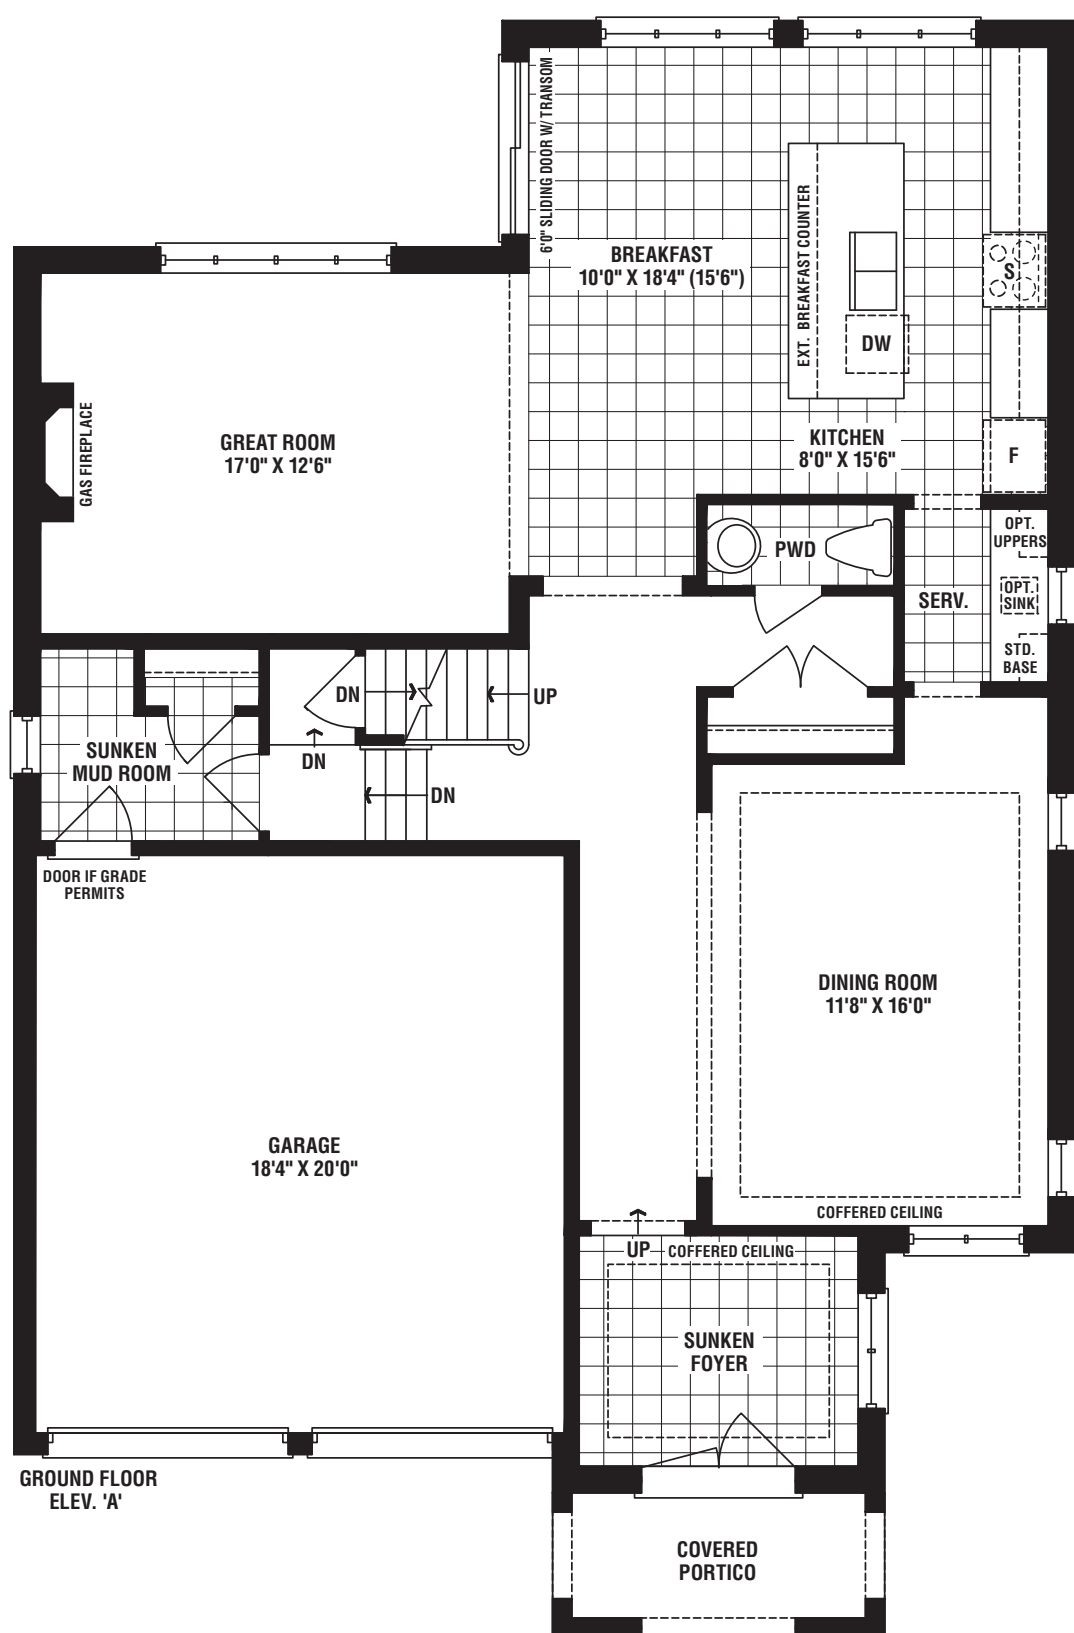 6'0" SLIDING DOOR W/ TRANSOM
BREAKFAST
10'0" X 18'4" (15'6")
EXT. BREAKFAST COUNTER
S
DW
KITCHEN
8'0" X 15'6"
F
GAS FIREPLACE
GREAT ROOM
17'0" X 12'6"
PWD
OPT.
UPPERS
SERV.
OPT.
SINK
STD.
BASE
DN
UP
SUNKEN
MUD ROOM
DN
DN
DOOR IF GRADE
PERMITS
DINING ROOM
11'8" X 16'0"
GARAGE
18'4" X 20'0"
COFFERED CEILING
UP
COFFERED CEILING
SUNKEN
FOYER
GROUND FLOOR
ELEV. 'A'
COVERED
PORTICO